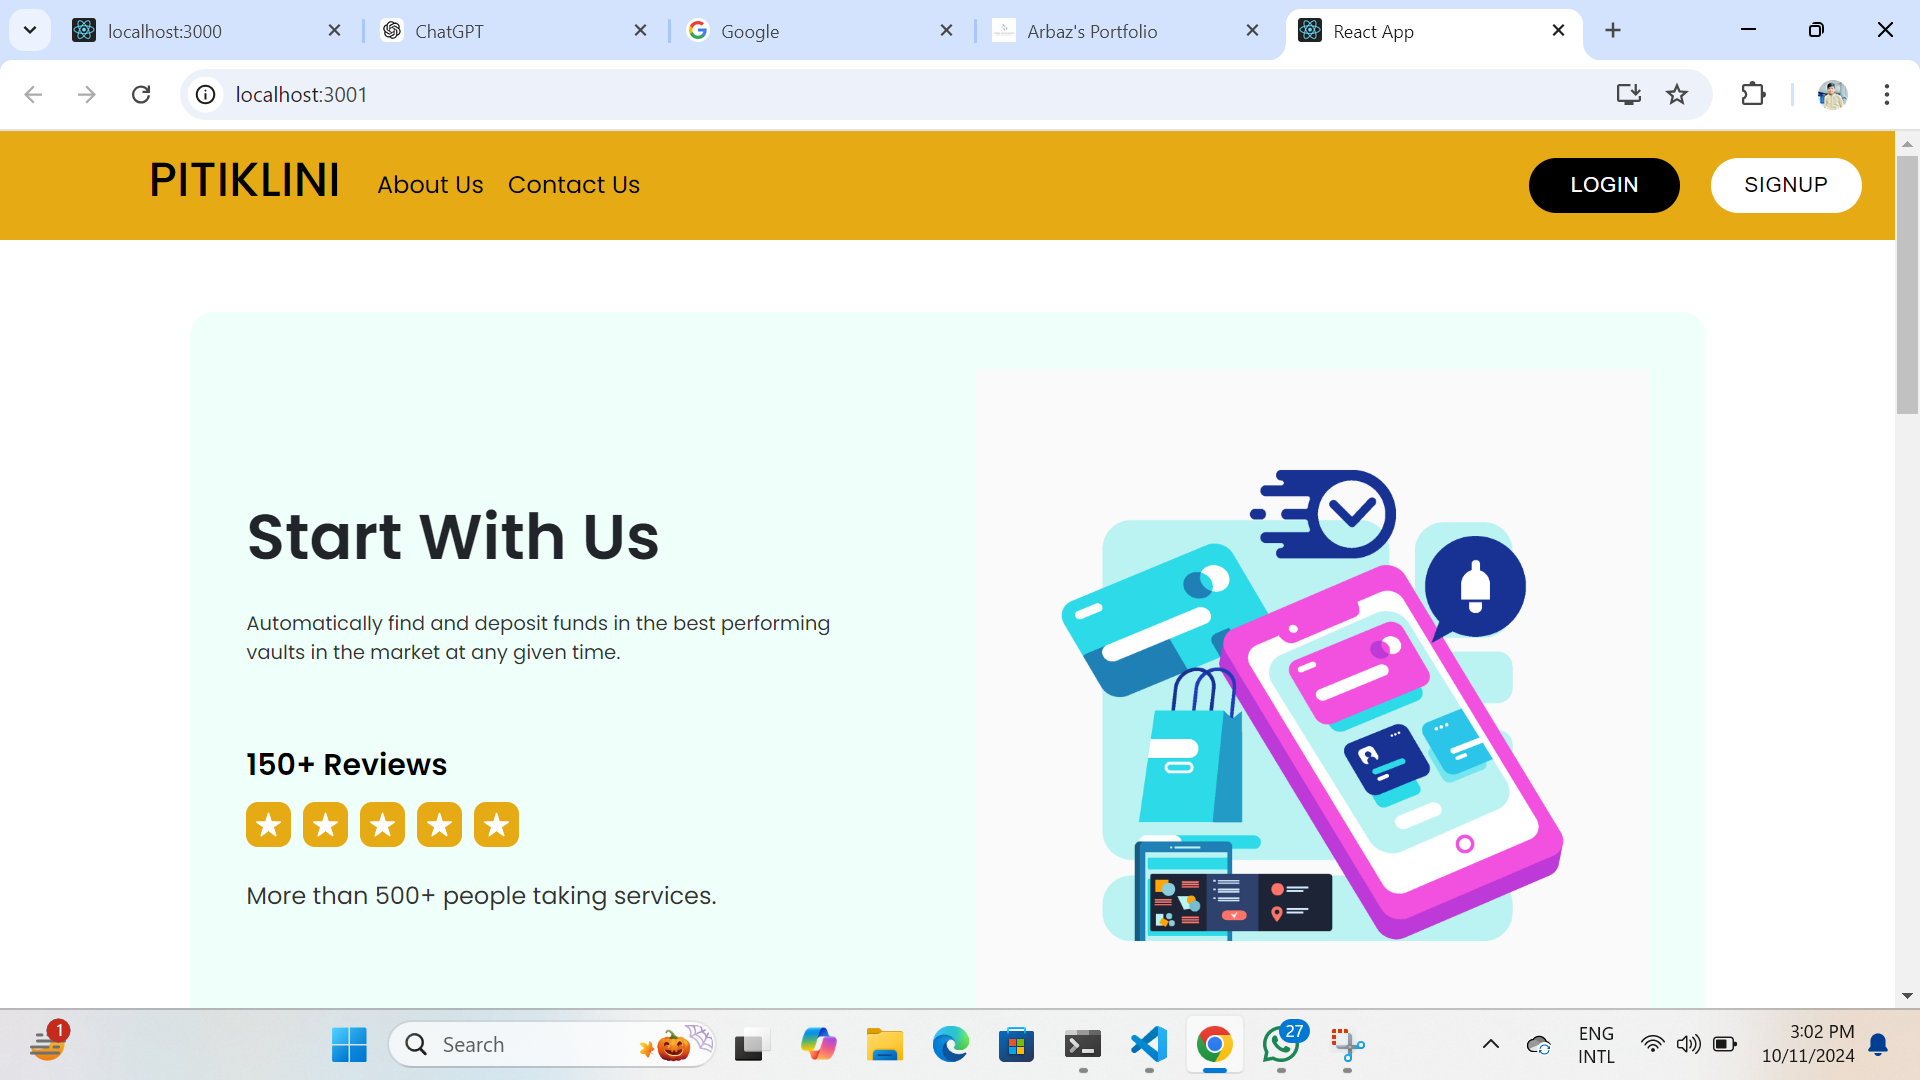 localhost:3000
ChatGPT
Google
Arbaz's Portfolio
React App
localhost:3001
PITIKLINI
About Us
Contact Us
LOGIN
SIGNUP
Start With Us
Automatically find and deposit funds in the best performing
vaults in the market at any given time.
150+ Reviews
More than 500+ people taking services.
1
Search
27
ENG
INTL
3:02 PM
10/11/2024